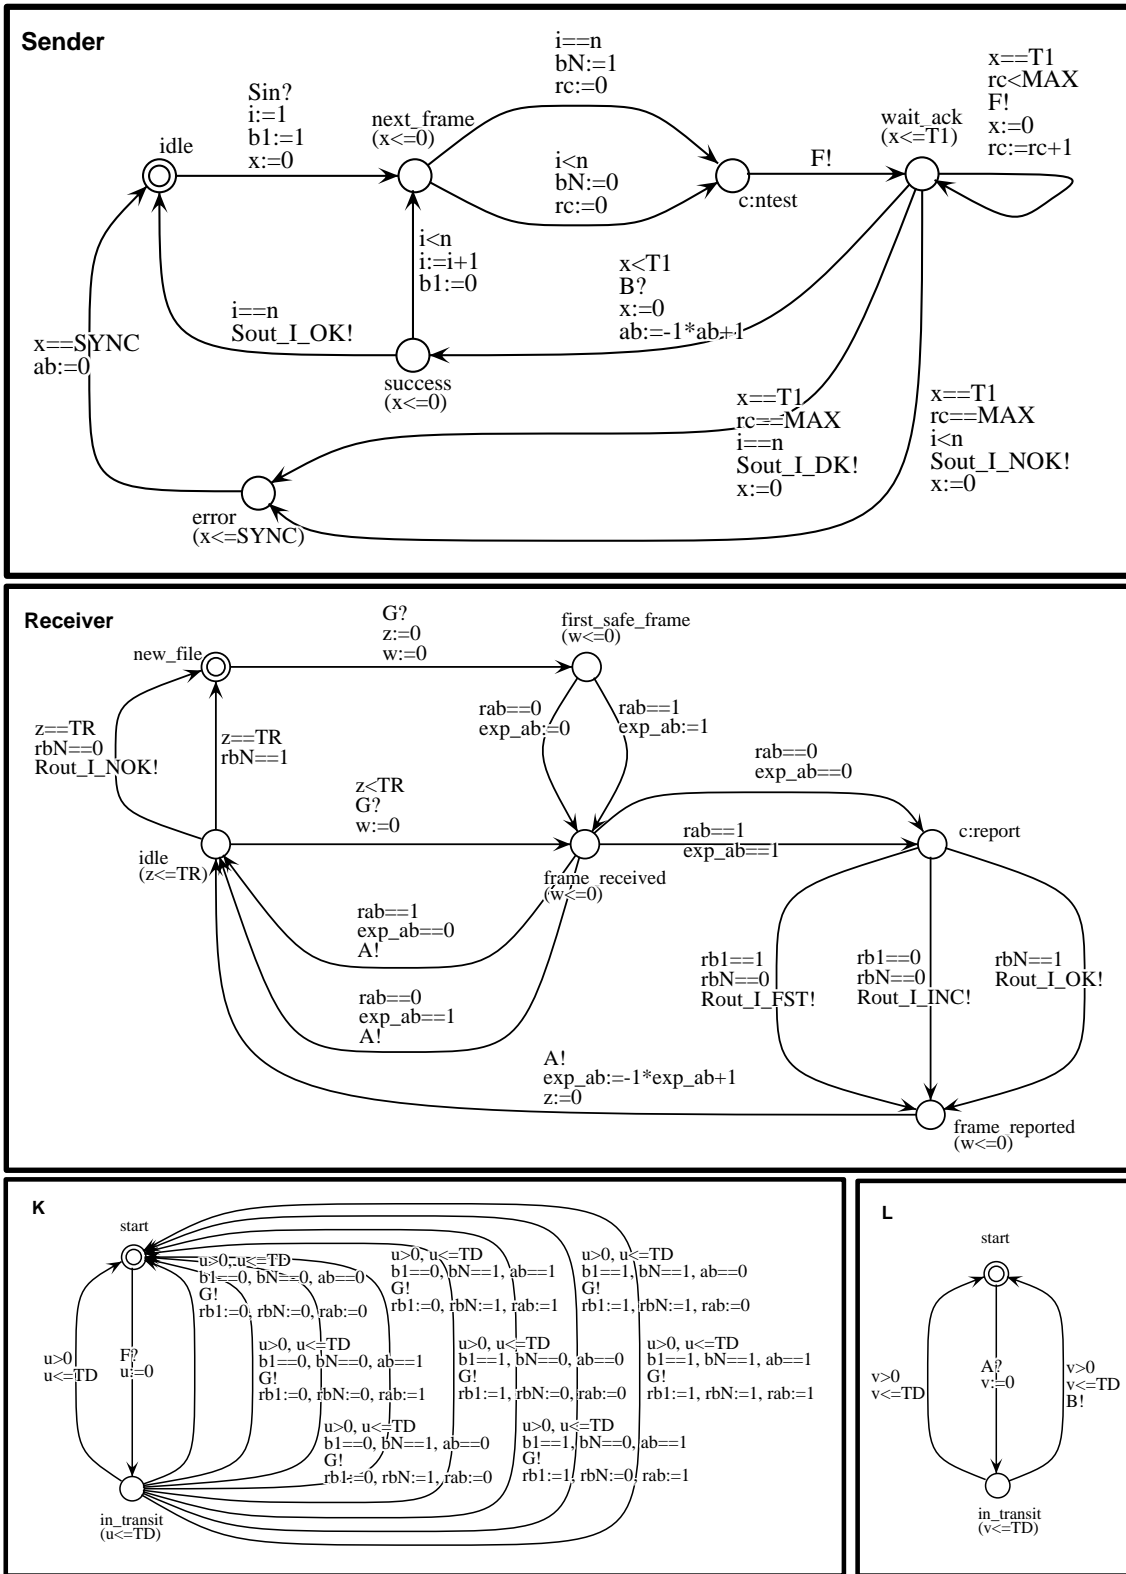 Sender
idle
Sin?
i:=1
b1:=1
x:=0
next_frame
(x<=0)
i==n
bN:=1
rc:=0
i<n
bN:=0
rc:=0
c:ntest
F!
wait_ack
(x<=T1)
x==T1
rc<MAX
F!
x:=0
rc:=rc+1
i<n
i:=i+1
b1:=0
x<T1
B?
x:=0
ab:=-1*ab+1
i==n
Sout_I_OK!
x==SYNC
ab:=0
success
(x<=0)
x==T1
rc==MAX
i==n
Sout_I_DK!
x:=0
x==T1
rc==MAX
i<n
Sout_I_NOK!
x:=0
error
(x<=SYNC)
Receiver
new_file
G?
z:=0
w:=0
first_safe_frame
(w<=0)
z==TR
rbN==0
Rout_I_NOK!
z==TR
rbN==1
rab==0
exp_ab:=0
rab==1
exp_ab:=1
z<TR
G?
w:=0
rab==0
exp_ab==0
rab==1
exp_ab==1
c:report
idle
(z<=TR)
frame_received
(w<=0)
rab==1
exp_ab==0
A!
rab==0
exp_ab==1
A!
rb1==1
rbN==0
Rout_I_FST!
rb1==0
rbN==0
Rout_I_INC!
rbN==1
Rout_I_OK!
A!
exp_ab:=-1*exp_ab+1
z:=0
frame_reported
(w<=0)
K
start
u>0
u<=TD
F?
u:=0
u>0, u<=TD
b1==0, bN==0, ab==0
G!
rb1:=0, rbN:=0, rab:=0
u>0, u<=TD
b1==0, bN==1, ab==1
G!
rb1:=0, rbN:=1, rab:=1
u>0, u<=TD
b1==1, bN==1, ab==0
G!
rb1:=1, rbN:=1, rab:=0
u>0, u<=TD
b1==0, bN==0, ab==1
G!
rb1:=0, rbN:=0, rab:=1
u>0, u<=TD
b1==1, bN==0, ab==0
G!
rb1:=1, rbN:=0, rab:=0
u>0, u<=TD
b1==1, bN==1, ab==1
G!
rb1:=1, rbN:=1, rab:=1
u>0, u<=TD
b1==0, bN==1, ab==0
G!
rb1:=0, rbN:=1, rab:=0
u>0, u<=TD
b1==1, bN==0, ab==1
G!
rb1:=1, rbN:=0, rab:=1
in_transit
(u<=TD)
L
start
v>0
v<=TD
A?
v:=0
v>0
v<=TD
B!
in_transit
(v<=TD)